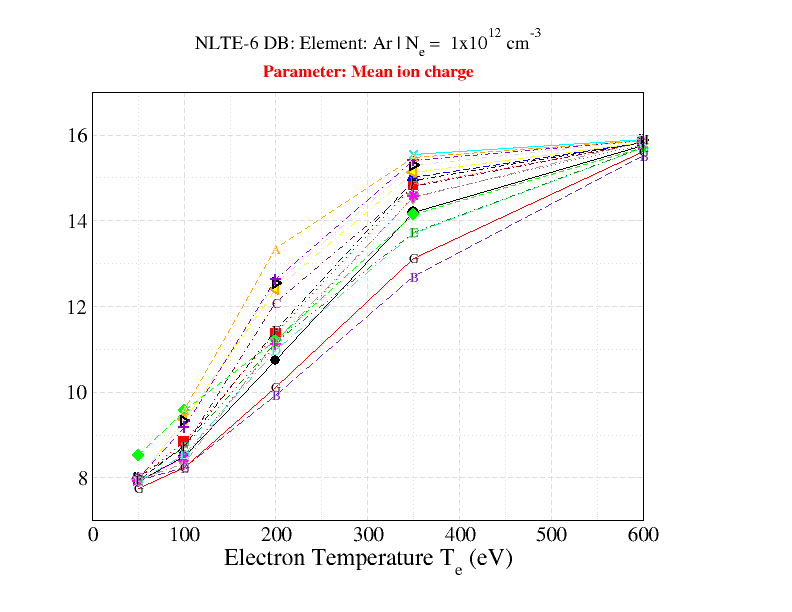 NLTE-6 DB: Element: Ar | Ne = 1x10^12 cm^-3
Parameter: Mean ion charge
16
14
12
10
8
A
C
E
G
B
E
G
B
G
0 100 200 300 400 500 600
Electron Temperature Te (eV)